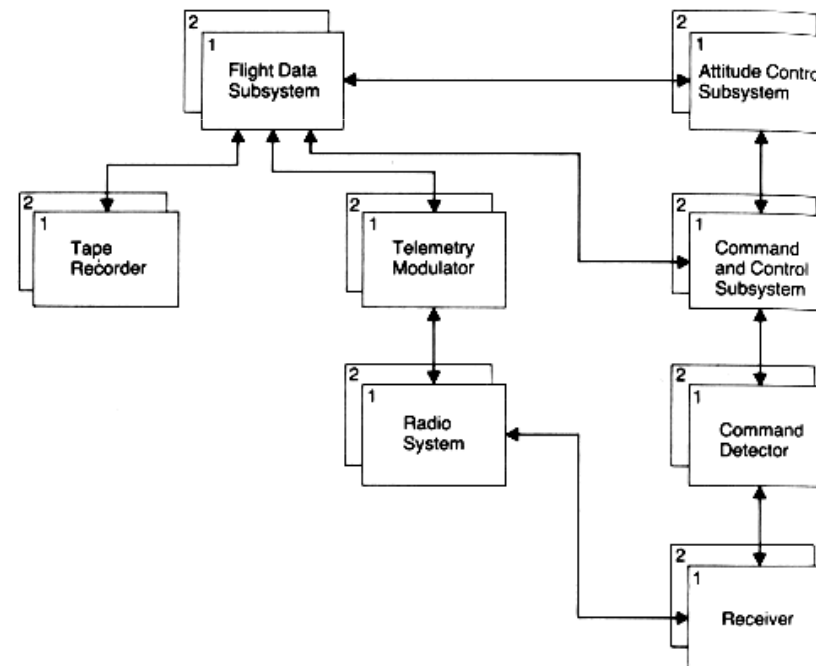 2
1
Flight Data
Subsystem
2
1
Attitude Control
Subsystem
2
1
Tape
Recorder
2
1
Telemetry
Modulator
2
1
Command
and Control
Subsystem
2
1
Radio
System
2
1
Command
Detector
2
1
Receiver